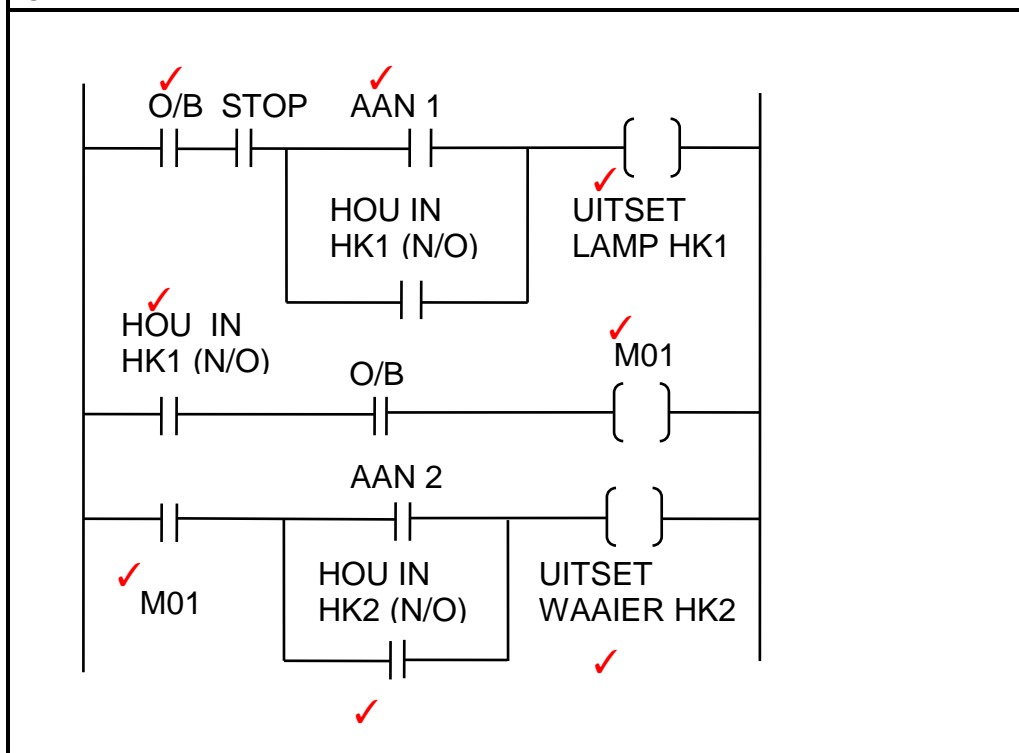 O/B STOP AAN 1
HOU IN
HK1 (N/O)
UITSET
LAMP HK1
HOU IN
HK1 (N/O)
O/B
M01
AAN 2
M01
HOU IN
HK2 (N/O)
UITSET
WAAIER HK2